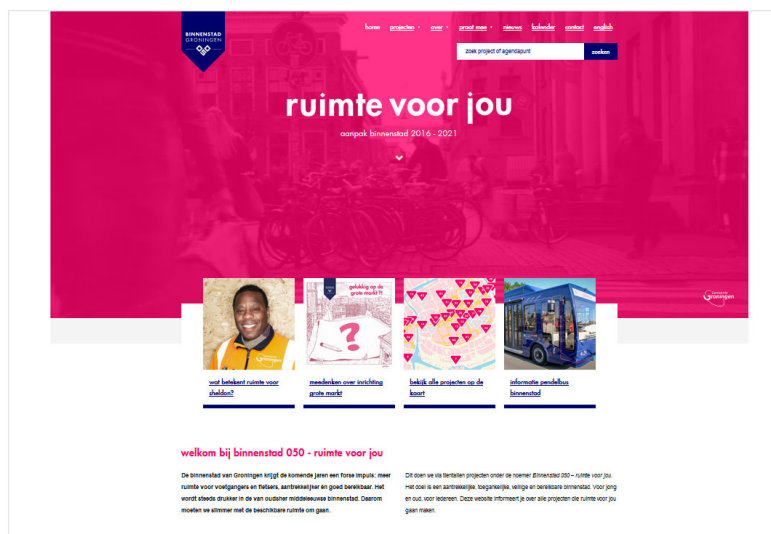 BINNENSTAD
GRONINGEN
home projecten over praat mee nieuws kalender contact english
zoek project of agendapunt zoeken
ruimte voor jou
aanpak binnenstad 2016 - 2021
gelukkig op de
grote markt ?!
?
Groningen
wat betekent ruimte voor
sheldon?
meedenken over inrichting
grote markt
bekijk alle projecten op de
kaart
informatie pendelbus
binnenstad
welkom bij binnenstad 050 - ruimte voor jou
De binnenstad van Groningen krijgt de komende jaren een forse impuls: meer
ruimte voor voetgangers en fietsers, aantrekkelijker én goed bereikbaar. Het
wordt steeds drukker in de van oudsher middeleeuwse binnenstad. Daarom
moeten we slimmer met de beschikbare ruimte om gaan.
Dit doen we via tientallen projecten onder de noemer Binnenstad 050 – ruimte voor jou.
Het doel is een aantrekkelijke, toegankelijke, veilige en bereikbare binnenstad. Voor jong
en oud, voor iedereen. Deze website informeert je over alle projecten die ruimte voor jou
gaan maken.